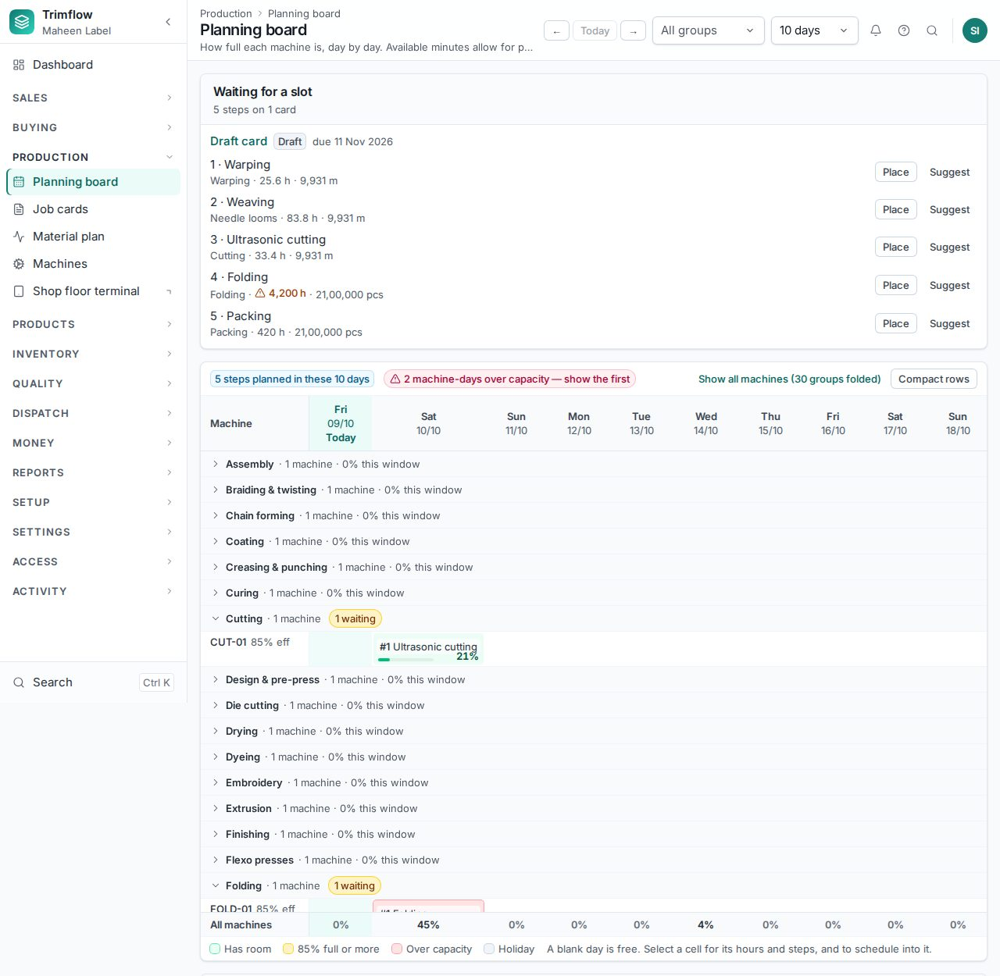 Trimflow
Maheen Label
Dashboard
SALES
BUYING
PRODUCTION
Planning board
Job cards
Material plan
Machines
Shop floor terminal
PRODUCTS
INVENTORY
QUALITY
DISPATCH
MONEY
REPORTS
SETUP
SETTINGS
ACCESS
ACTIVITY
Search Ctrl K
Production > Planning board
Planning board
How full each machine is, day by day. Available minutes allow for p...
← Today → All groups 10 days SI
Waiting for a slot
5 steps on 1 card
Draft card Draft due 11 Nov 2026
1 · Warping
Warping · 25.6 h · 9,931 m
Place Suggest
2 · Weaving
Needle looms · 83.8 h · 9,931 m
Place Suggest
3 · Ultrasonic cutting
Cutting · 33.4 h · 9,931 m
Place Suggest
4 · Folding
Folding · 4,200 h · 21,00,000 pcs
Place Suggest
5 · Packing
Packing · 420 h · 21,00,000 pcs
Place Suggest
5 steps planned in these 10 days 2 machine-days over capacity — show the first Show all machines (30 groups folded) Compact rows
Machine Fri 09/10 Today Sat 10/10 Sun 11/10 Mon 12/10 Tue 13/10 Wed 14/10 Thu 15/10 Fri 16/10 Sat 17/10 Sun 18/10
Assembly · 1 machine · 0% this window
Braiding & twisting · 1 machine · 0% this window
Chain forming · 1 machine · 0% this window
Coating · 1 machine · 0% this window
Creasing & punching · 1 machine · 0% this window
Curing · 1 machine · 0% this window
Cutting · 1 machine 1 waiting
CUT-01 85% eff #1 Ultrasonic cutting
21%
Design & pre-press · 1 machine · 0% this window
Die cutting · 1 machine · 0% this window
Drying · 1 machine · 0% this window
Dyeing · 1 machine · 0% this window
Embroidery · 1 machine · 0% this window
Extrusion · 1 machine · 0% this window
Finishing · 1 machine · 0% this window
Flexo presses · 1 machine · 0% this window
Folding · 1 machine 1 waiting
FOLD-01 85% eff #1 Folding
All machines 0% 45% 0% 0% 0% 4% 0% 0% 0% 0%
Has room 85% full or more Over capacity Holiday A blank day is free. Select a cell for its hours and steps, and to schedule into it.